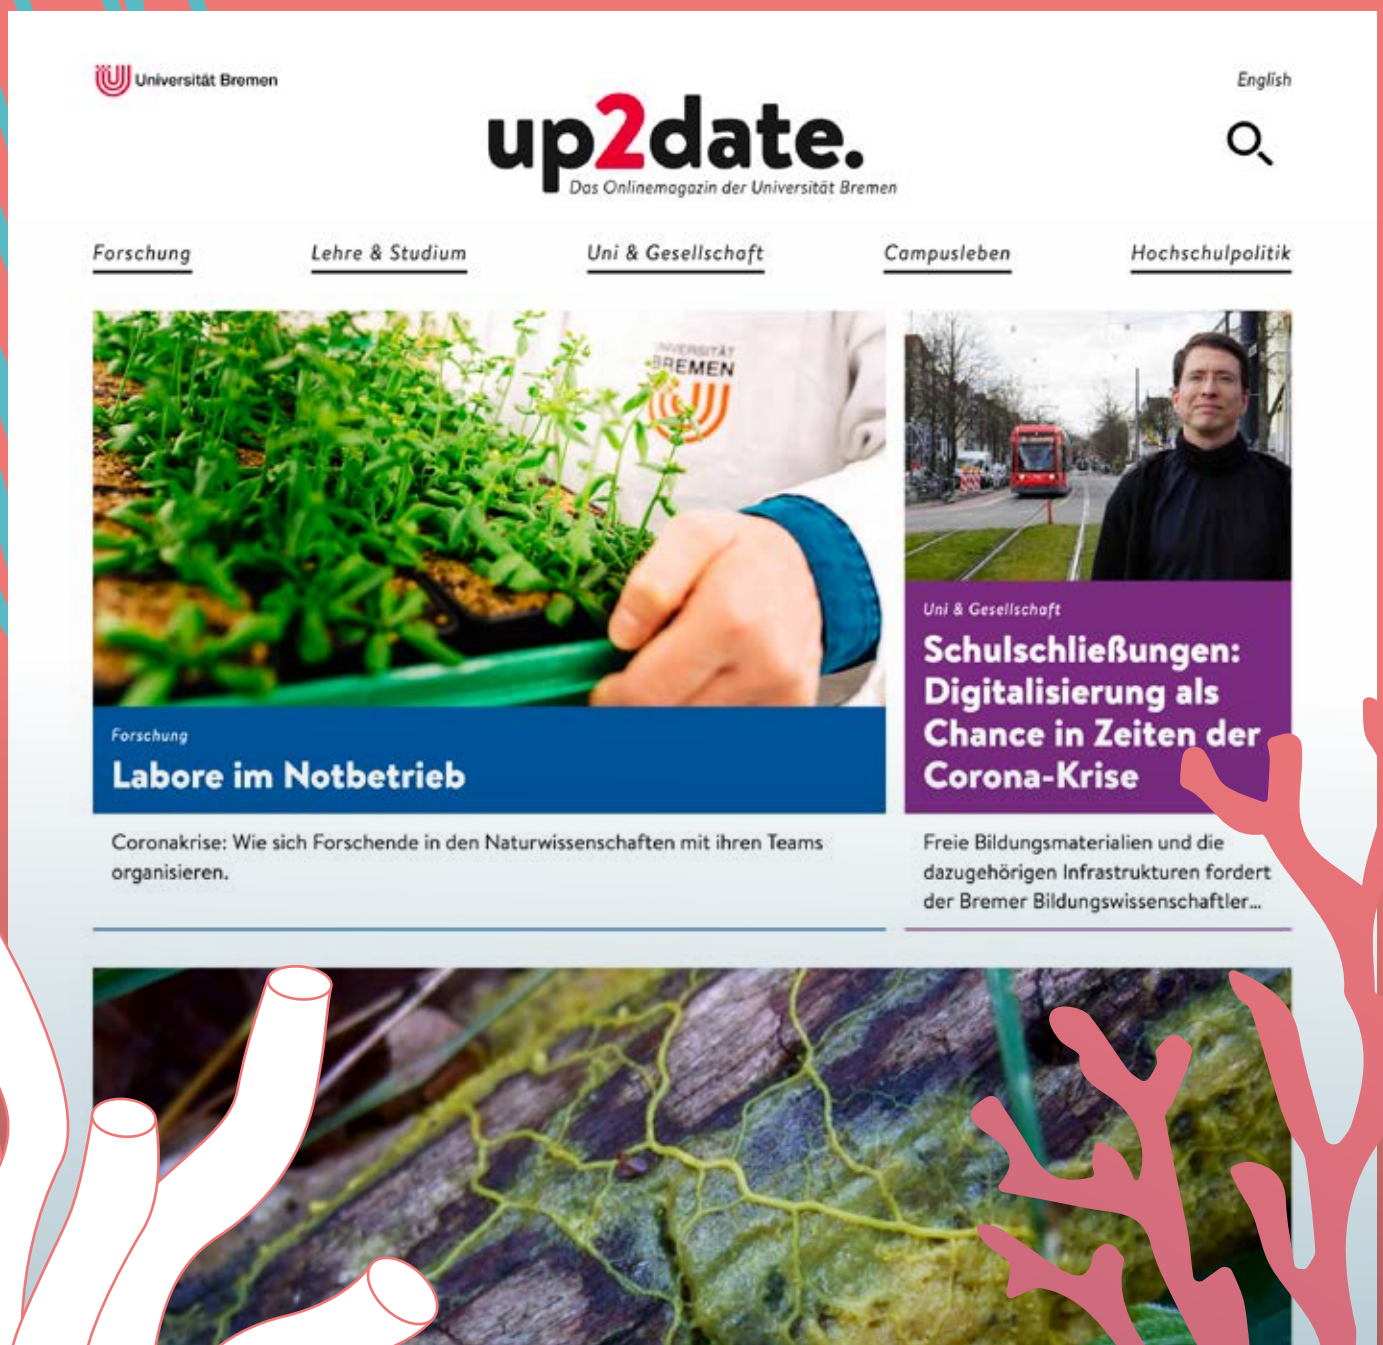 Universität Bremen
English
up2date.
Das Onlinemagazin der Universität Bremen
Forschung
Lehre & Studium
Uni & Gesellschaft
Campusleben
Hochschulpolitik
UNIVERSITÄT
BREMEN
Uni & Gesellschaft
Schulschließungen:
Digitalisierung als
Chance in Zeiten der
Corona-Krise
Forschung
Labore im Notbetrieb
Coronakrise: Wie sich Forschende in den Naturwissenschaften mit ihren Teams
organisieren.
Freie Bildungsmaterialien und die
dazugehörigen Infrastrukturen fordert
der Bremer Bildungswissenschaftler...